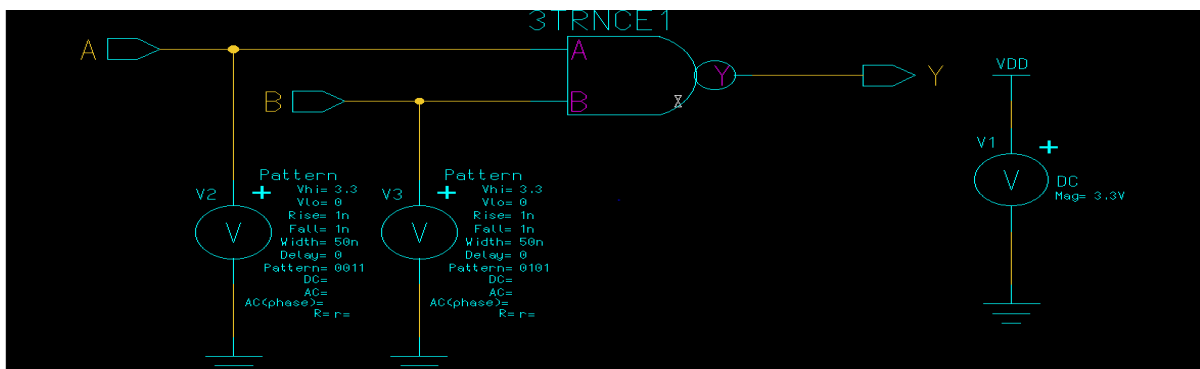 3TRNCE1
A
A
Y
Y
VDD
B
B
V1
V
DC
Mag= 3.3V
V2
V
Pattern
Vhi= 3.3
Vlo= 0
Rise= 1n
Fall= 1n
Width= 50n
Delay= 0
Pattern= 0011
DC=
AC=
AC(phase)=
R= r=
V3
V
Pattern
Vhi= 3.3
Vlo= 0
Rise= 1n
Fall= 1n
Width= 50n
Delay= 0
Pattern= 0101
DC=
AC=
AC(phase)=
R= r=